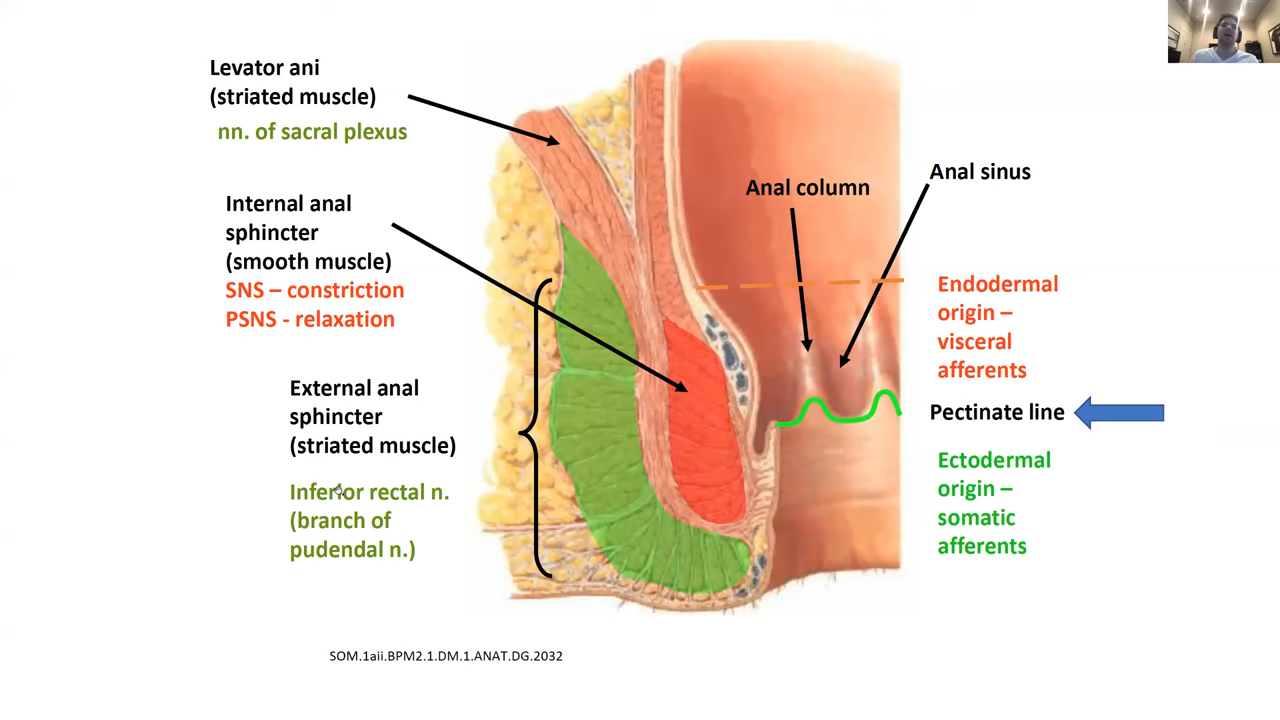 Levator ani
(striated muscle)
nn. of sacral plexus
Internal anal
sphincter
(smooth muscle)
SNS – constriction
PSNS - relaxation
External anal
sphincter
(striated muscle)
Inferior rectal n.
(branch of
pudendal n.)
Anal column
Anal sinus
Endodermal
origin –
visceral
afferents
Pectinate line
Ectodermal
origin –
somatic
afferents
SOM.1aii.BPM2.1.DM.1.ANAT.DG.2032